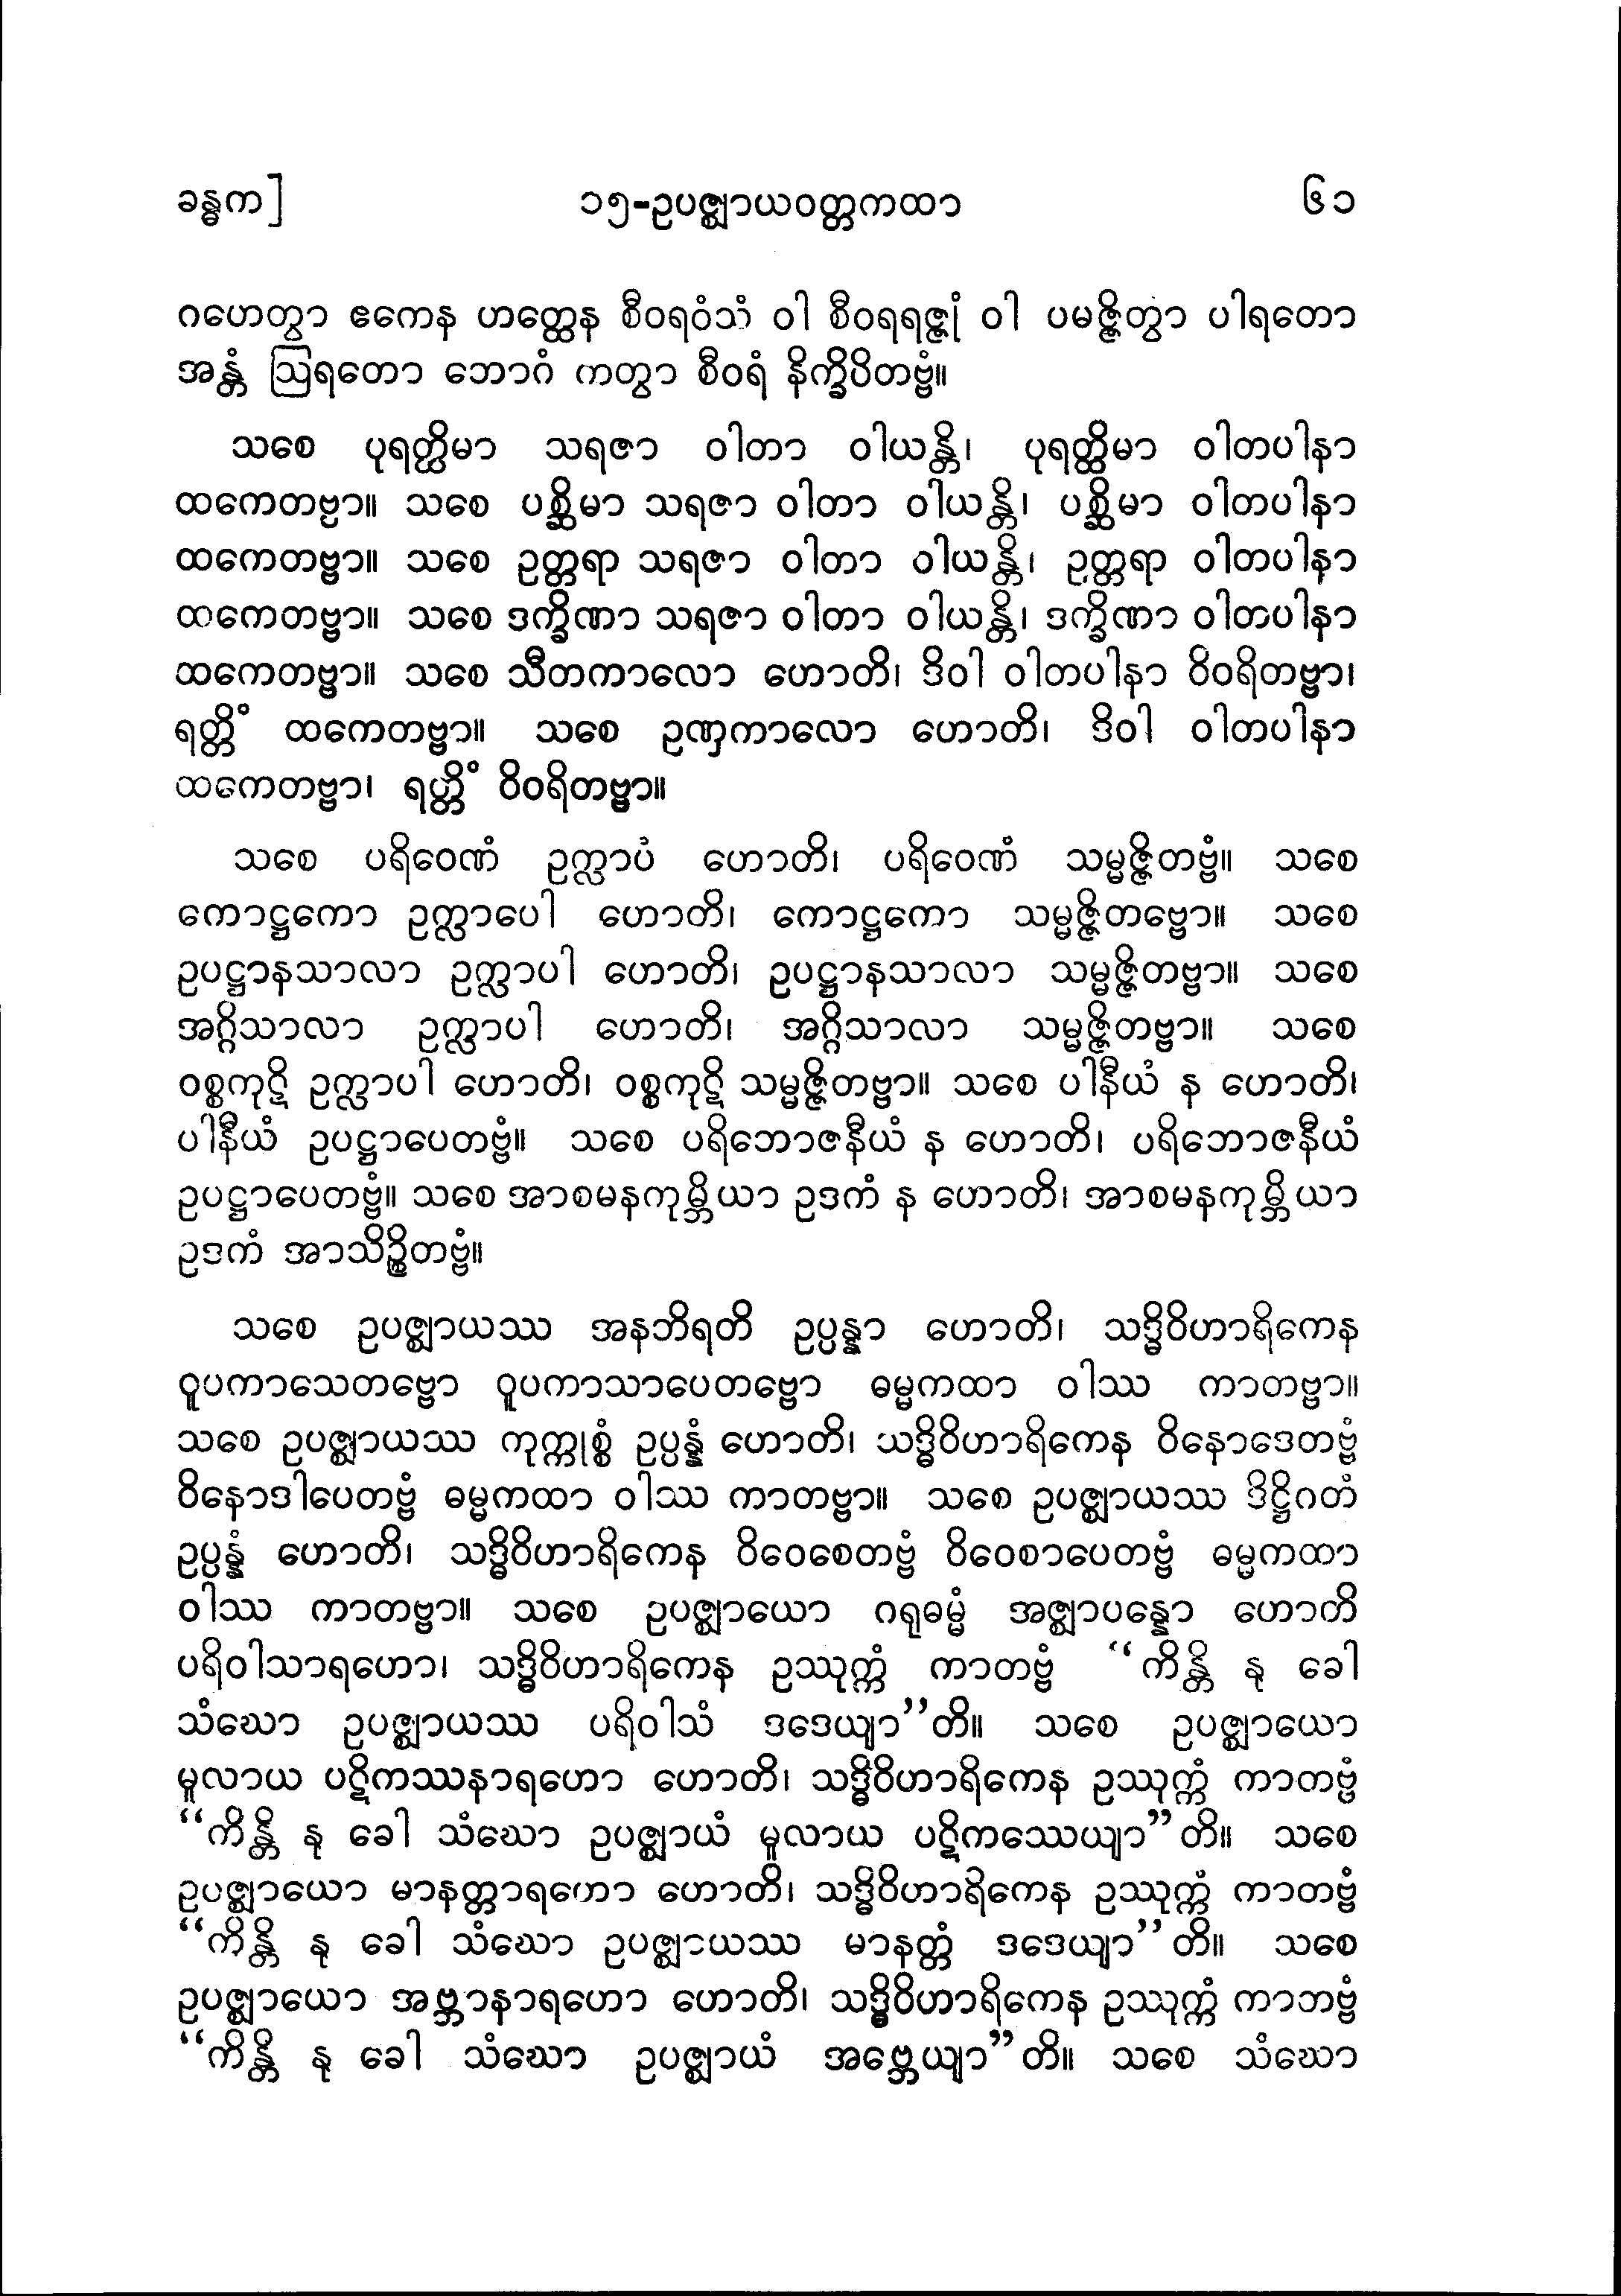 ခန္ဓက]
၁၅-ဥပဇ္ဈာယဝတ္တကထာ
၆၁
ဂဟေတွာ ဧကေန ဟတ္ထေန စီဝရဝံသံ ဝါ စီဝရရဇ္ဇုံ ဝါ ပမဇ္ဇိတွာ ပါရတော
အန္တံ ဩရတော ဘောဂံ ကတွာ စီဝရံ နိက္ခိပိတဗ္ဗံ။
သစေ ပုရတ္ထိမာ သရဇာ ဝါတာ ဝါယန္တိ၊ ပုရတ္ထိမာ ဝါတပါနာ
ထကေတဗ္ဗာ။ သစေ ပစ္ဆိမာ သရဇာ ဝါတာ ဝါယန္တိ၊ ပစ္ဆိမာ ဝါတပါနာ
ထကေတဗ္ဗာ။ သစေ ဥတ္တရာ သရဇာ ဝါတာ ဝါယန္တိ၊ ဥတ္တရာ ဝါတပါနာ
ထကေတဗ္ဗာ။ သစေ ဒက္ခိဏာ သရဇာ ဝါတာ ဝါယန္တိ၊ ဒက္ခိဏာ ဝါတပါနာ
ထကေတဗ္ဗာ။ သစေ သီတကာလော ဟောတိ၊ ဒိဝါ ဝါတပါနာ ဝိဝရိတဗ္ဗာ၊
ရတ္တိံ ထကေတဗ္ဗာ။ သစေ ဥဏှကာလော ဟောတိ၊ ဒိဝါ ဝါတပါနာ
ထကေတဗ္ဗာ၊ ရတ္တိံ ဝိဝရိတဗ္ဗာ။
သစေ ပရိဝေဏံ ဥက္လာပံ ဟောတိ၊ ပရိဝေဏံ သမ္မဇ္ဇိတဗ္ဗံ။ သစေ
ကောဋ္ဌကော ဥက္လာပေါ ဟောတိ၊ ကောဋ္ဌကော သမ္မဇ္ဇိတဗ္ဗော။ သစေ
ဥပဋ္ဌာနသာလာ ဥက္လာပါ ဟောတိ၊ ဥပဋ္ဌာနသာလာ သမ္မဇ္ဇိတဗ္ဗာ။ သစေ
အဂ္ဂိသာလာ ဥက္လာပါ ဟောတိ၊ အဂ္ဂိသာလာ သမ္မဇ္ဇိတဗ္ဗာ။ သစေ
ဝစ္စကုဋိ ဥက္လာပါ ဟောတိ၊ ဝစ္စကုဋိ သမ္မဇ္ဇိတဗ္ဗာ။ သစေ ပါနီယံ န ဟောတိ၊
ပါနီယံ ဥပဋ္ဌာပေတဗ္ဗံ။ သစေ ပရိဘောဇနီယံ န ဟောတိ၊ ပရိဘောဇနီယံ
ဥပဋ္ဌာပေတဗ္ဗံ။ သစေ အာစမနကုမ္ဘိယာ ဥဒကံ န ဟောတိ၊ အာစမနကုမ္ဘိယာ
ဥဒကံ အာသိဉ္စိတဗ္ဗံ။
သစေ ဥပဇ္ဈာယဿ အနဘိရတိ ဥပ္ပန္နာ ဟောတိ၊ သဒ္ဓိဝိဟာရိကေန
ဝူပကာသေတဗ္ဗော ဝူပကာသာပေတဗ္ဗော ဓမ္မကထာ ဝါဿ ကာတဗ္ဗာ။
သစေ ဥပဇ္ဈာယဿ ကုက္ကုစ္စံ ဥပ္ပန္နံ ဟောတိ၊ သဒ္ဓိဝိဟာရိကေန ဝိနောဒေတဗ္ဗံ
ဝိနောဒါပေတဗ္ဗံ ဓမ္မကထာ ဝါဿ ကာတဗ္ဗာ။ သစေ ဥပဇ္ဈာယဿ ဒိဋ္ဌိဂတံ
ဥပ္ပန္နံ ဟောတိ၊ သဒ္ဓိဝိဟာရိကေန ဝိဝေစေတဗ္ဗံ ဝိဝေစာပေတဗ္ဗံ ဓမ္မကထာ
ဝါဿ ကာတဗ္ဗာ။ သစေ ဥပဇ္ဈာယော ဂရုဓမ္မံ အဇ္ဈာပန္နော ဟောတိ
ပရိဝါသာရဟော၊ သဒ္ဓိဝိဟာရိကေန ဥဿုက္ကံ ကာတဗ္ဗံ “ကိန္တိ နု ခေါ
သံဃော ဥပဇ္ဈာယဿ ပရိဝါသံ ဒဒေယျာ”တိ။ သစေ ဥပဇ္ဈာယော
မူလာယ ပဋိကဿနာရဟော ဟောတိ၊ သဒ္ဓိဝိဟာရိကေန ဥဿုက္ကံ ကာတဗ္ဗံ
“ကိန္တိ နု ခေါ သံဃော ဥပဇ္ဈာယံ မူလာယ ပဋိကဿေယျာ”တိ။ သစေ
ဥပဇ္ဈာယော မာနတ္တာရဟော ဟောတိ၊ သဒ္ဓိဝိဟာရိကေန ဥဿုက္ကံ ကာတဗ္ဗံ
“ကိန္တိ နု ခေါ သံဃော ဥပဇ္ဈာယဿ မာနတ္တံ ဒဒေယျာ”တိ။ သစေ
ဥပဇ္ဈာယော အဗ္ဘာနာရဟော ဟောတိ၊ သဒ္ဓိဝိဟာရိကေန ဥဿုက္ကံ ကာတဗ္ဗံ
“ကိန္တိ နု ခေါ သံဃော ဥပဇ္ဈာယံ အဗ္ဘေယျာ”တိ။ သစေ သံဃော